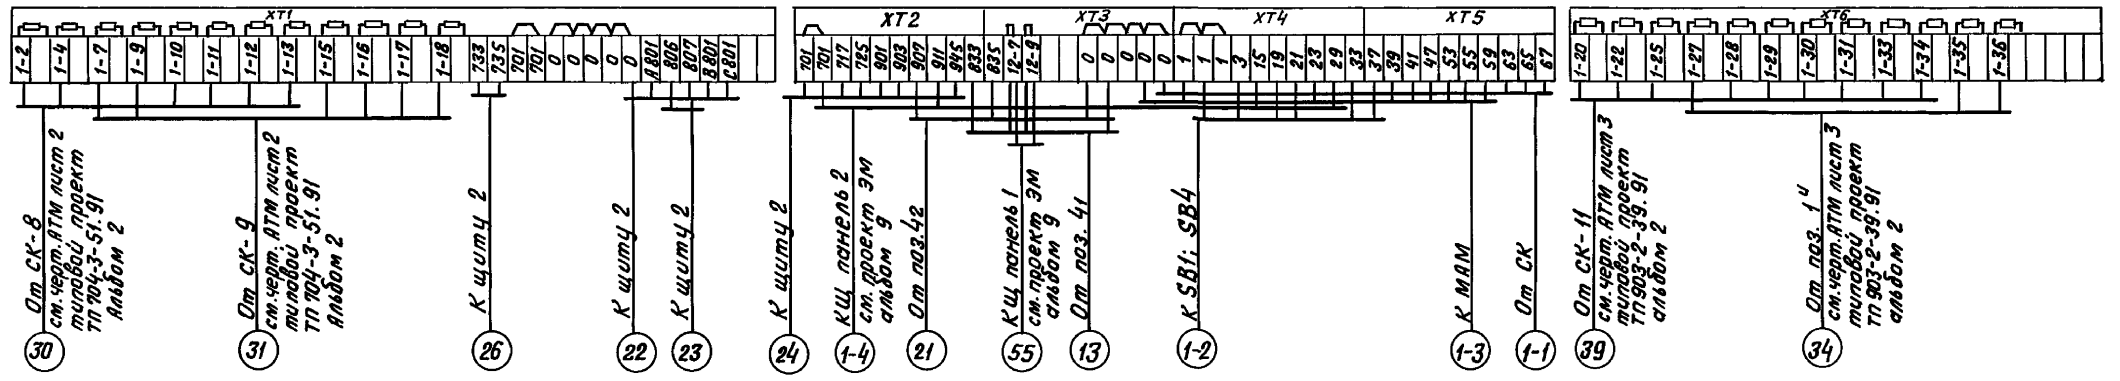 XT1
1-2 1-4 1-7 1-9 1-10 1-11 1-12 1-13 1-15 1-16 1-17 1-18 733 735 701 701 0 0 0 0 0 A801 806 807 B801 C801
XT2 XT3 XT4 XT5
701 701 717 725 901 903 907 911 945 833 835 12-7 12-9 0 0 0 0 0 1 1 1 3 15 19 21 23 29 33 37 39 41 47 53 55 59 63 65 67
XT6
1-20 1-22 1-25 1-27 1-28 1-29 1-30 1-31 1-33 1-34 1-35 1-36
От СК-8
см.черт.АТМ лист 2
типовой проект
ТП 704-3-51.91
Альбом 2
От СК-9
см.черт.АТМ лист 2
типовой проект
ТП 704-3-51.91
Альбом 2
К щиту 2
К щиту 2
К щиту 2
К щиту 2
КЩ панель 2
см. проект ЭМ
альбом 9
От поз.42
КЩ панель 1
см. проект ЭМ
альбом 9
От поз. 41
К SB1; SB4
К МАМ
От СК
От СК-11
см.черт. АТМ лист 3
типовой проект
ТП 903-2-39.91
альбом 2
От поз. 1ч
см.черт.АТМ лист 3
типовой проект
ТП 903-2-39.91
альбом 2
30 31 26 22 23 24 1-4 21 55 13 1-2 1-3 1-1 39 34